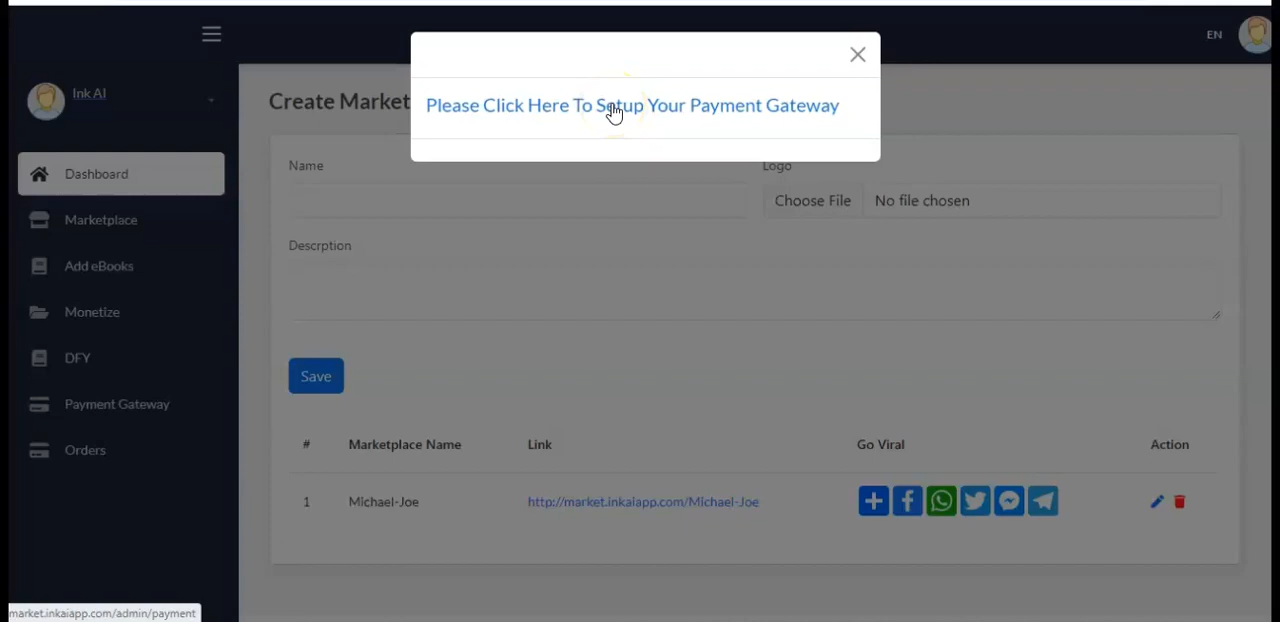 EN
Ink AI
Please Click Here To Setup Your Payment Gateway
Create Market
Dashboard
Marketplace
Add eBooks
Monetize
DFY
Payment Gateway
Orders
Name
Logo
Choose File No file chosen
Descrption
Save
# Marketplace Name Link Go Viral Action
1 Michael-Joe http://market.inkaiapp.com/Michael-Joe
market.inkaiapp.com/admin/payment